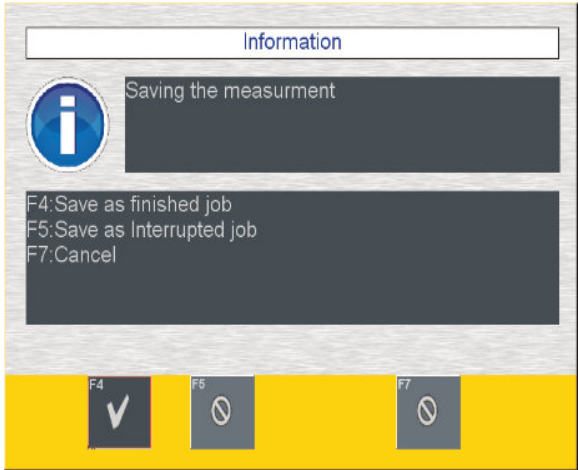 Information
Saving the measurment
F4:Save as finished job
F5:Save as Interrupted job
F7:Cancel
F4
F5
F7